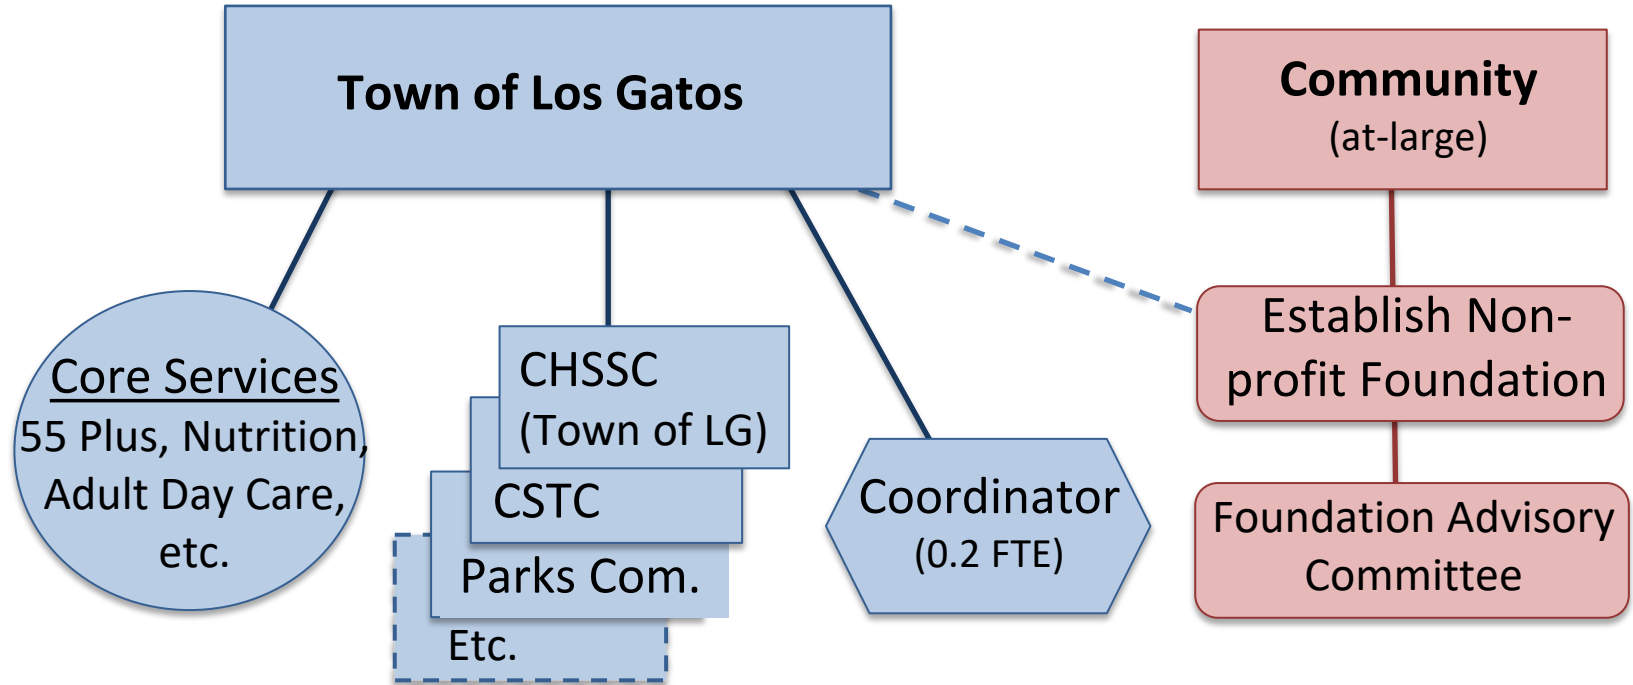 Town of Los Gatos
Community
(at-large)
Core Services
55 Plus, Nutrition,
Adult Day Care,
etc.
CHSSC
(Town of LG)
CSTC
Parks Com.
Etc.
Coordinator
(0.2 FTE)
Establish Non-
profit Foundation
Foundation Advisory
Committee